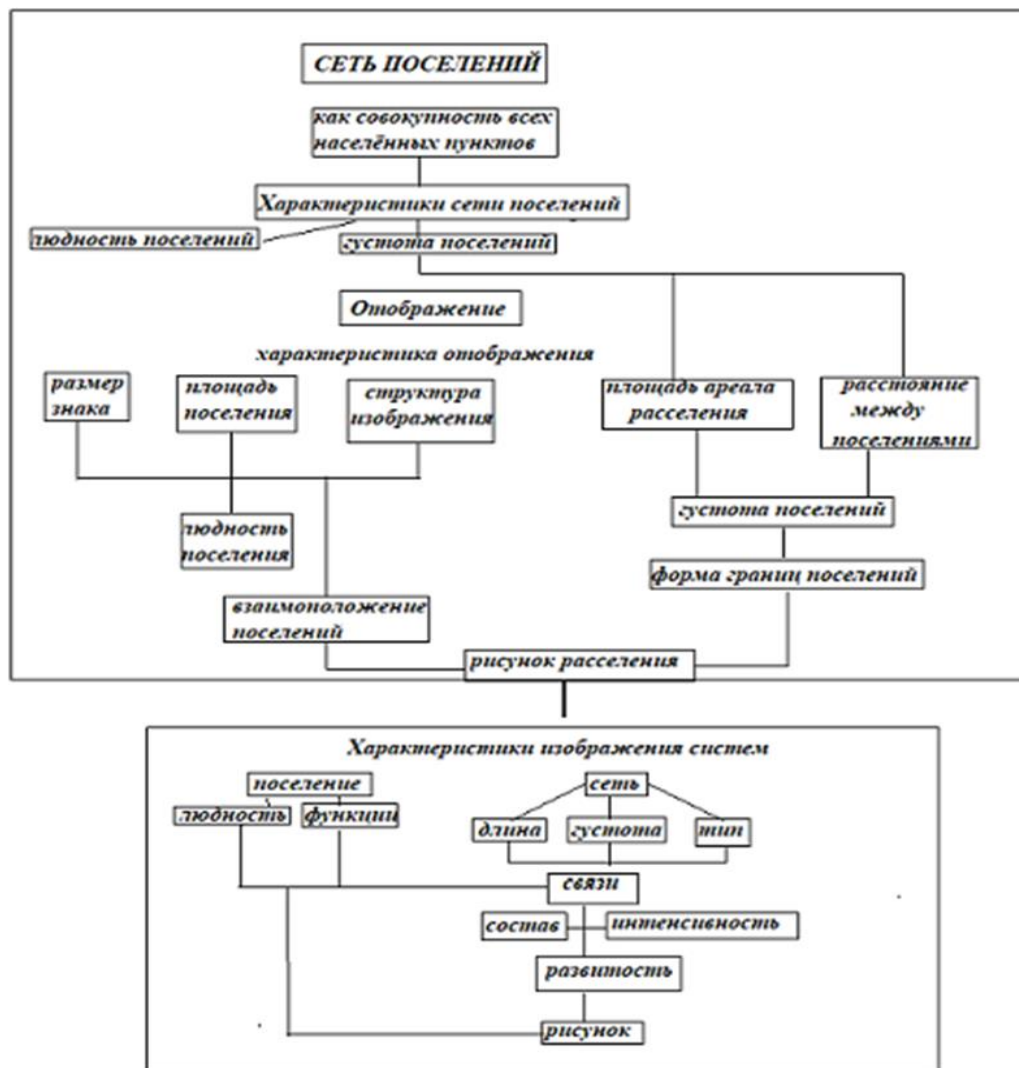 СЕТЬ ПОСЕЛЕНИЙ
как совокупность всех
населённых пунктов
Характеристики сети поселений
людность поселений
густота поселений
Отображение
характеристика отображения
размер
знака
площадь
поселения
структура
изображения
площадь ареала
расселения
расстояние
между
поселениями
людность
поселения
густота поселений
форма границ поселений
взаимоположение
поселений
рисунок расселения
Характеристики изображения систем
поселение
людность
функции
сеть
длина
густота
тип
связи
состав
интенсивность
развитость
рисунок